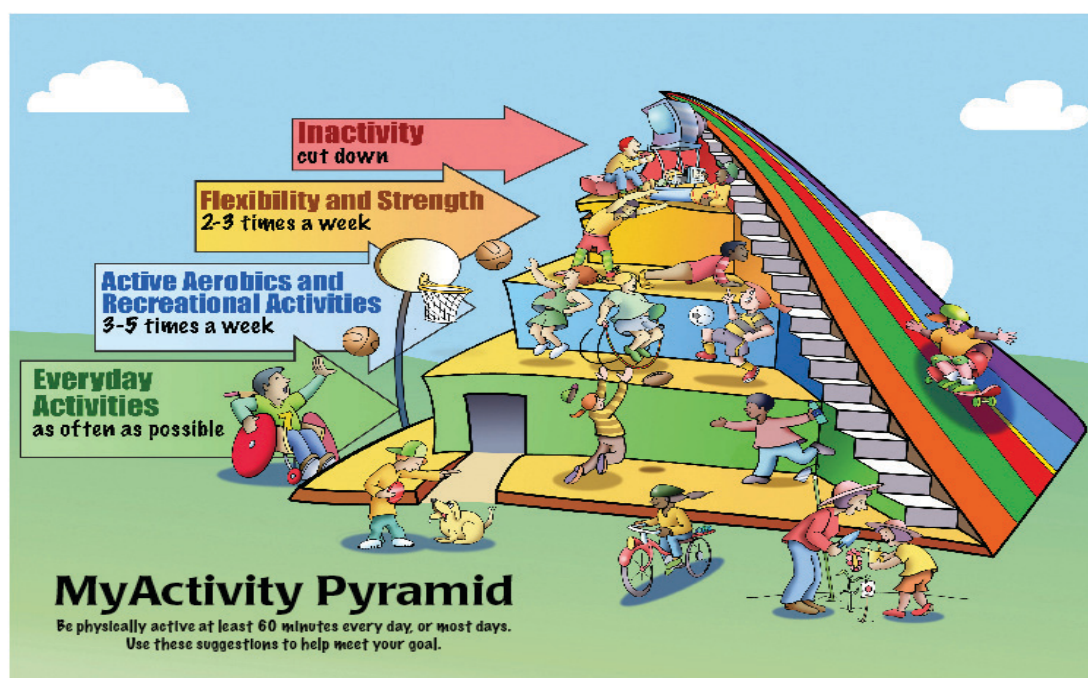 Inactivity
cut down
Flexibility and Strength
2-3 times a week
Active Aerobics and
Recreational Activities
3-5 times a week
Everyday
Activities
as often as possible
MyActivity Pyramid
Be physically active at least 60 minutes every day, or most days.
Use these suggestions to help meet your goal.